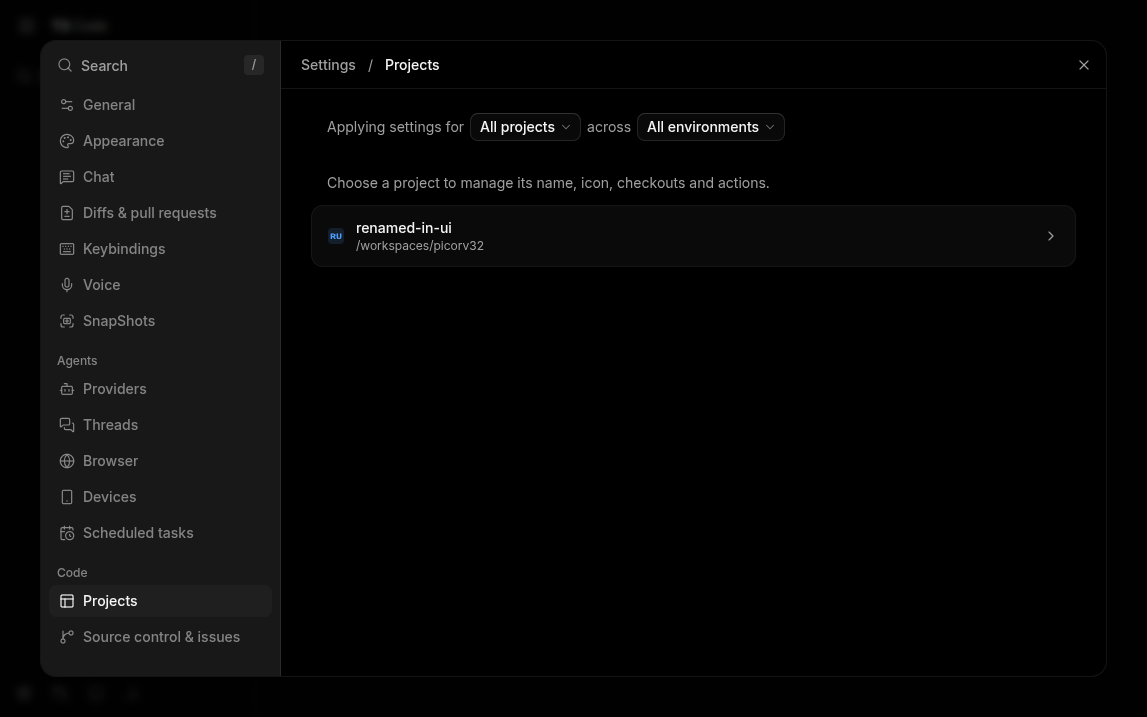 Search /
General
Appearance
Chat
Diffs & pull requests
Keybindings
Voice
SnapShots
Agents
Providers
Threads
Browser
Devices
Scheduled tasks
Code
Projects
Source control & issues
Settings / Projects
Applying settings for All projects across All environments
Choose a project to manage its name, icon, checkouts and actions.
RU renamed-in-ui
/workspaces/picorv32